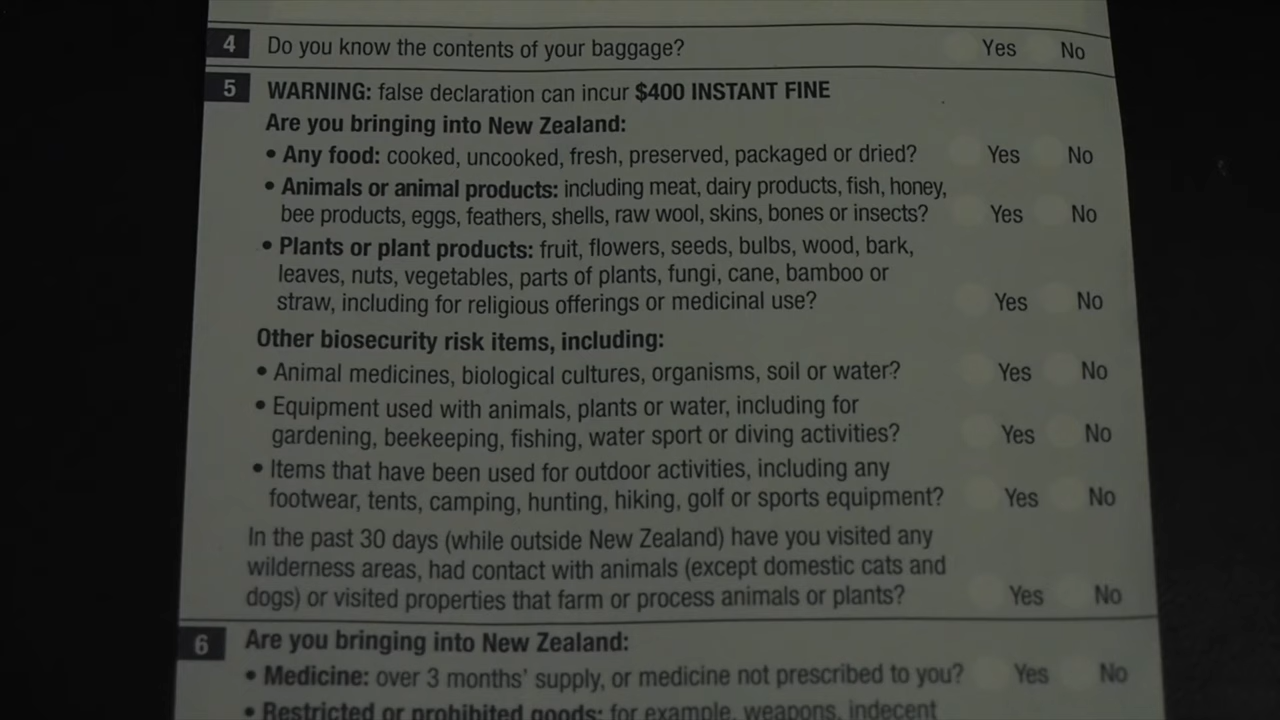 4 Do you know the contents of your baggage? Yes No
5 WARNING: false declaration can incur $400 INSTANT FINE
Are you bringing into New Zealand:
• Any food: cooked, uncooked, fresh, preserved, packaged or dried? Yes No
• Animals or animal products: including meat, dairy products, fish, honey,
bee products, eggs, feathers, shells, raw wool, skins, bones or insects? Yes No
• Plants or plant products: fruit, flowers, seeds, bulbs, wood, bark,
leaves, nuts, vegetables, parts of plants, fungi, cane, bamboo or
straw, including for religious offerings or medicinal use? Yes No
Other biosecurity risk items, including:
• Animal medicines, biological cultures, organisms, soil or water? Yes No
• Equipment used with animals, plants or water, including for
gardening, beekeeping, fishing, water sport or diving activities? Yes No
• Items that have been used for outdoor activities, including any
footwear, tents, camping, hunting, hiking, golf or sports equipment? Yes No
In the past 30 days (while outside New Zealand) have you visited any
wilderness areas, had contact with animals (except domestic cats and
dogs) or visited properties that farm or process animals or plants? Yes No
6 Are you bringing into New Zealand:
• Medicine: over 3 months' supply, or medicine not prescribed to you? Yes No
• Restricted or prohibited goods: for example, weapons, indecent